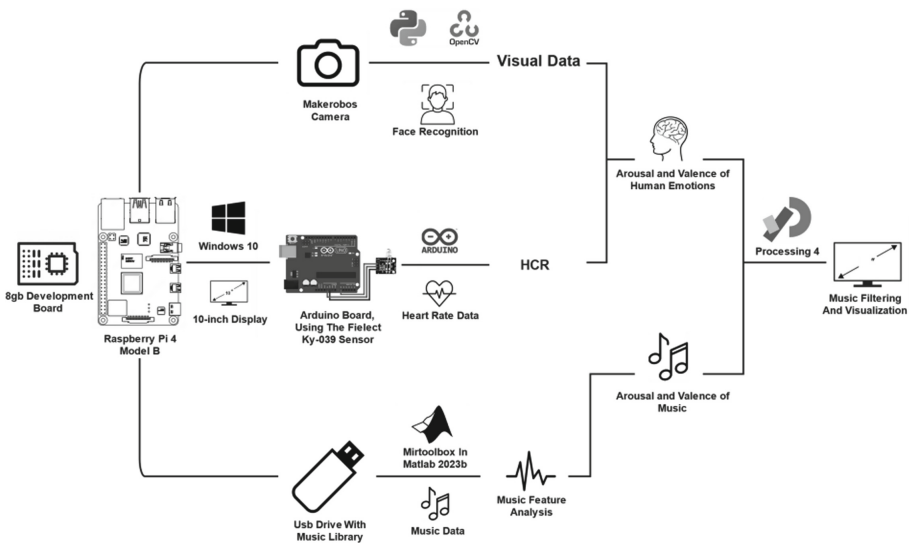 OpenCV
Visual Data
Makerobos
Camera
Face Recognition
Arousal and Valence of
Human Emotions
Windows 10
ARDUINO
Processing 4
HCR
8gb Development
Board
10-inch Display
Arduino Board,
Using The Fielect
Ky-039 Sensor
Heart Rate Data
Music Filtering
And Visualization
Raspberry Pi 4
Model B
Arousal and Valence of
Music
Mirtoolbox In
Matlab 2023b
Music Feature
Analysis
Usb Drive With
Music Library
Music Data